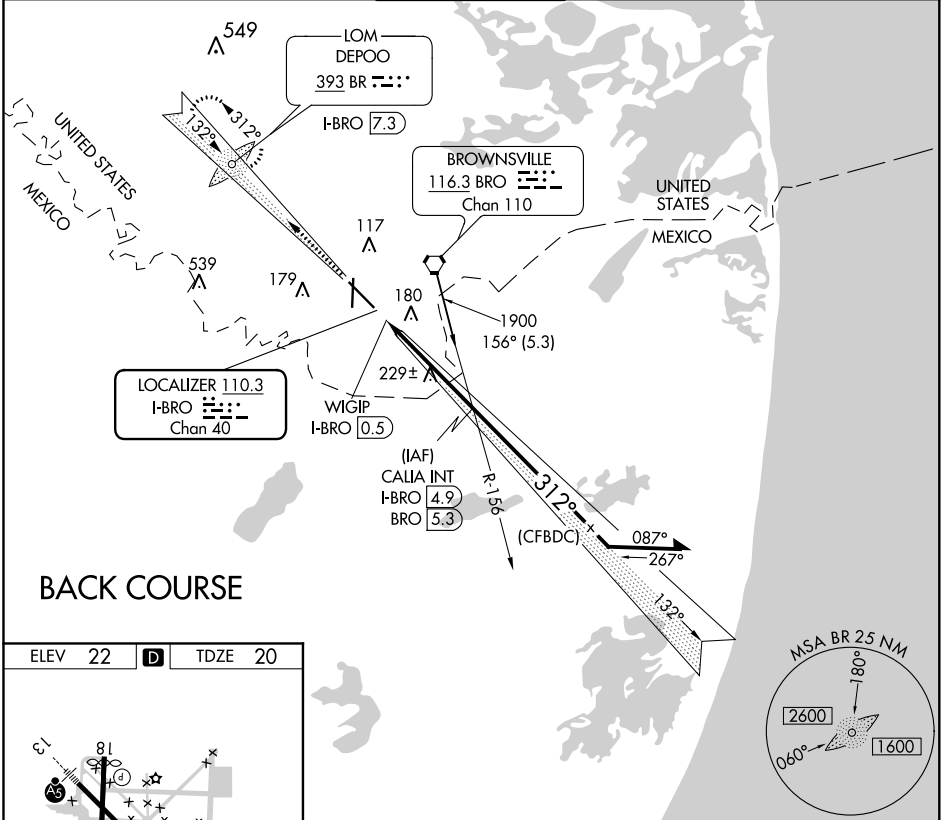 549
LOM
DEPOO
393 BR
I-BRO 7.3
312°
132°
UNITED STATES
MEXICO
BROWNSVILLE
116.3 BRO
Chan 110
UNITED
STATES
MEXICO
117
539
179
180
1900
156° (5.3)
229±
LOCALIZER 110.3
I-BRO
Chan 40
WIGIP
I-BRO 0.5
(IAF)
CALIA INT
I-BRO 4.9
BRO 5.3
R-156
312°
(CFBDC)
087°
267°
132°
BACK COURSE
MSA BR 25 NM
180°
2600
1600
060°
ELEV 22 D TDZE 20
13
18
P
A5